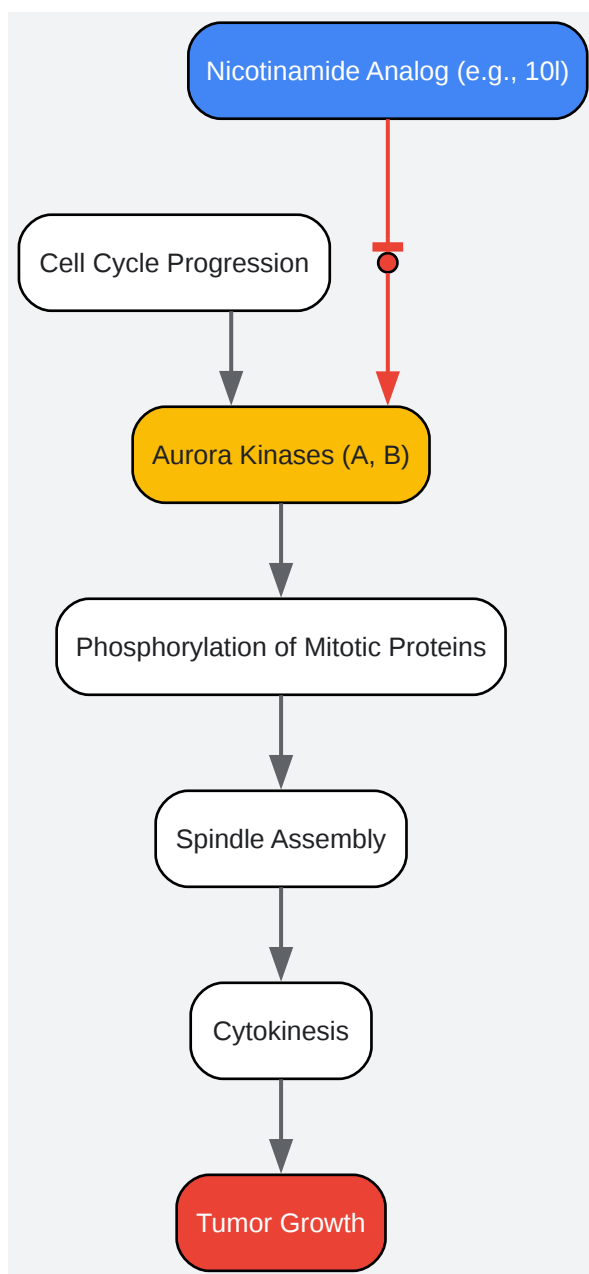 Nicotinamide Analog (e.g., 10l)
Cell Cycle Progression
Aurora Kinases (A, B)
Phosphorylation of Mitotic Proteins
Spindle Assembly
Cytokinesis
Tumor Growth